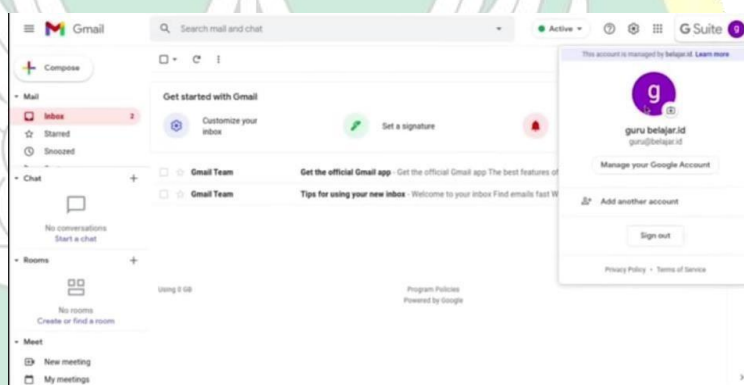 Gmail
Search mail and chat
Active
G Suite
g
Compose
Mail
Inbox 2
Starred
Snoozed
Chat
No conversations
Start a chat
Rooms
No rooms
Create or find a room
Meet
New meeting
My meetings
Get started with Gmail
Customize your
inbox
Set a signature
Gmail Team Get the official Gmail app - Get the official Gmail app The best features of
Gmail Team Tips for using your new inbox - Welcome to your inbox Find emails fast W
Using 0 GB
Program Policies
Powered by Google
This account is managed by belajar.id. Learn more
g
guru belajar.id
guru@belajar.id
Manage your Google Account
Add another account
Sign out
Privacy Policy • Terms of Service